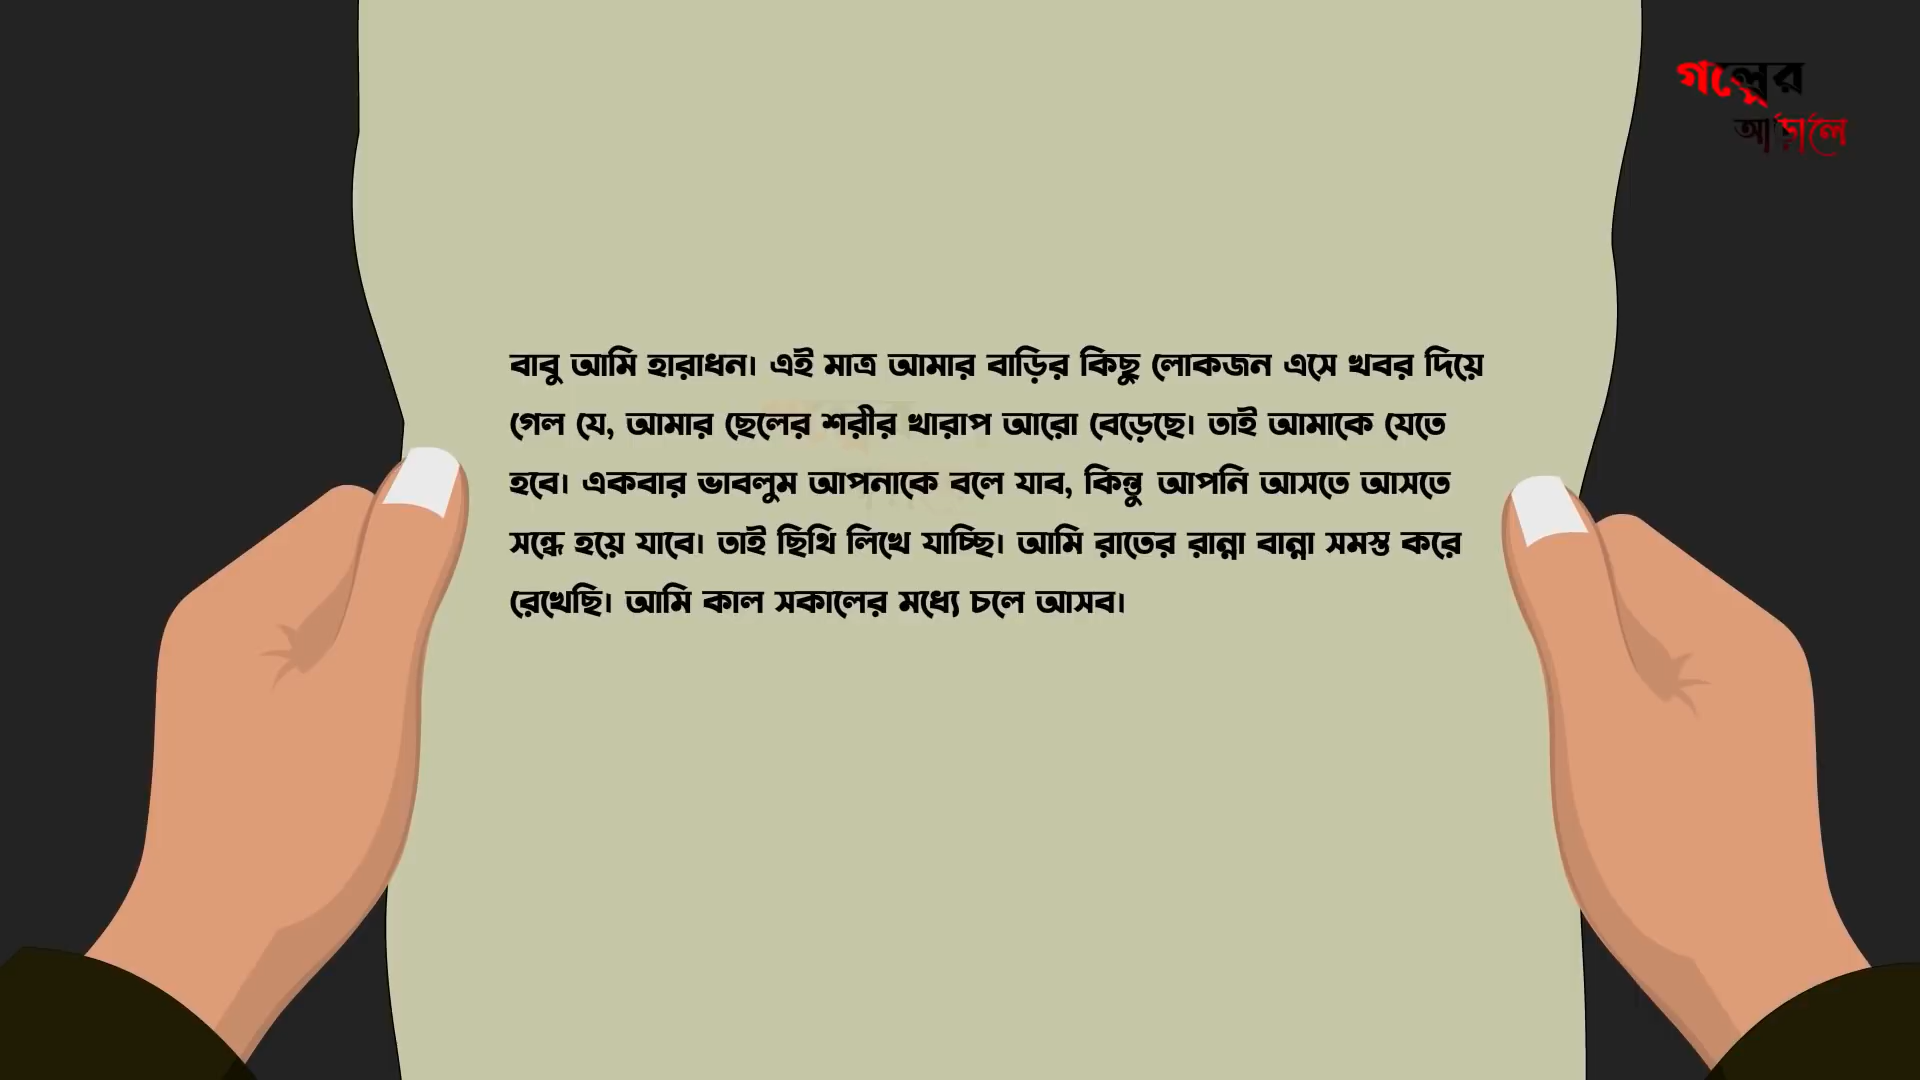 গল্পের
আড়ালে
বাবু আমি হারাধন। এই মাত্র আমার বাড়ির কিছু লোকজন এসে খবর দিয়ে
গেল যে, আমার ছেলের শরীর খারাপ আরো বেড়েছে। তাই আমাকে যেতে
হবে। একবার ভাবলুম আপনাকে বলে যাব, কিন্তু আপনি আসতে আসতে
সন্ধে হয়ে যাবে। তাই ছিথি লিখে যাচ্ছি। আমি রাতের রান্না বান্না সমস্ত করে
রেখেছি। আমি কাল সকালের মধ্যে চলে আসব।